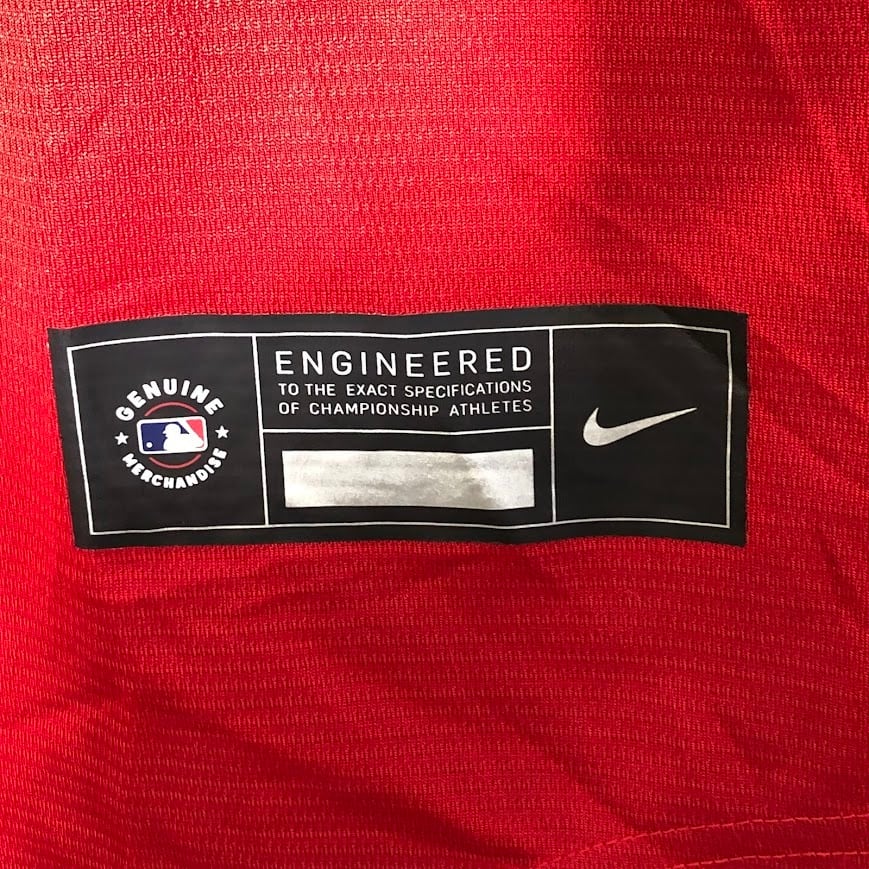 GENUINE
MERCHANDISE
ENGINEERED
TO THE EXACT SPECIFICATIONS
OF CHAMPIONSHIP ATHLETES